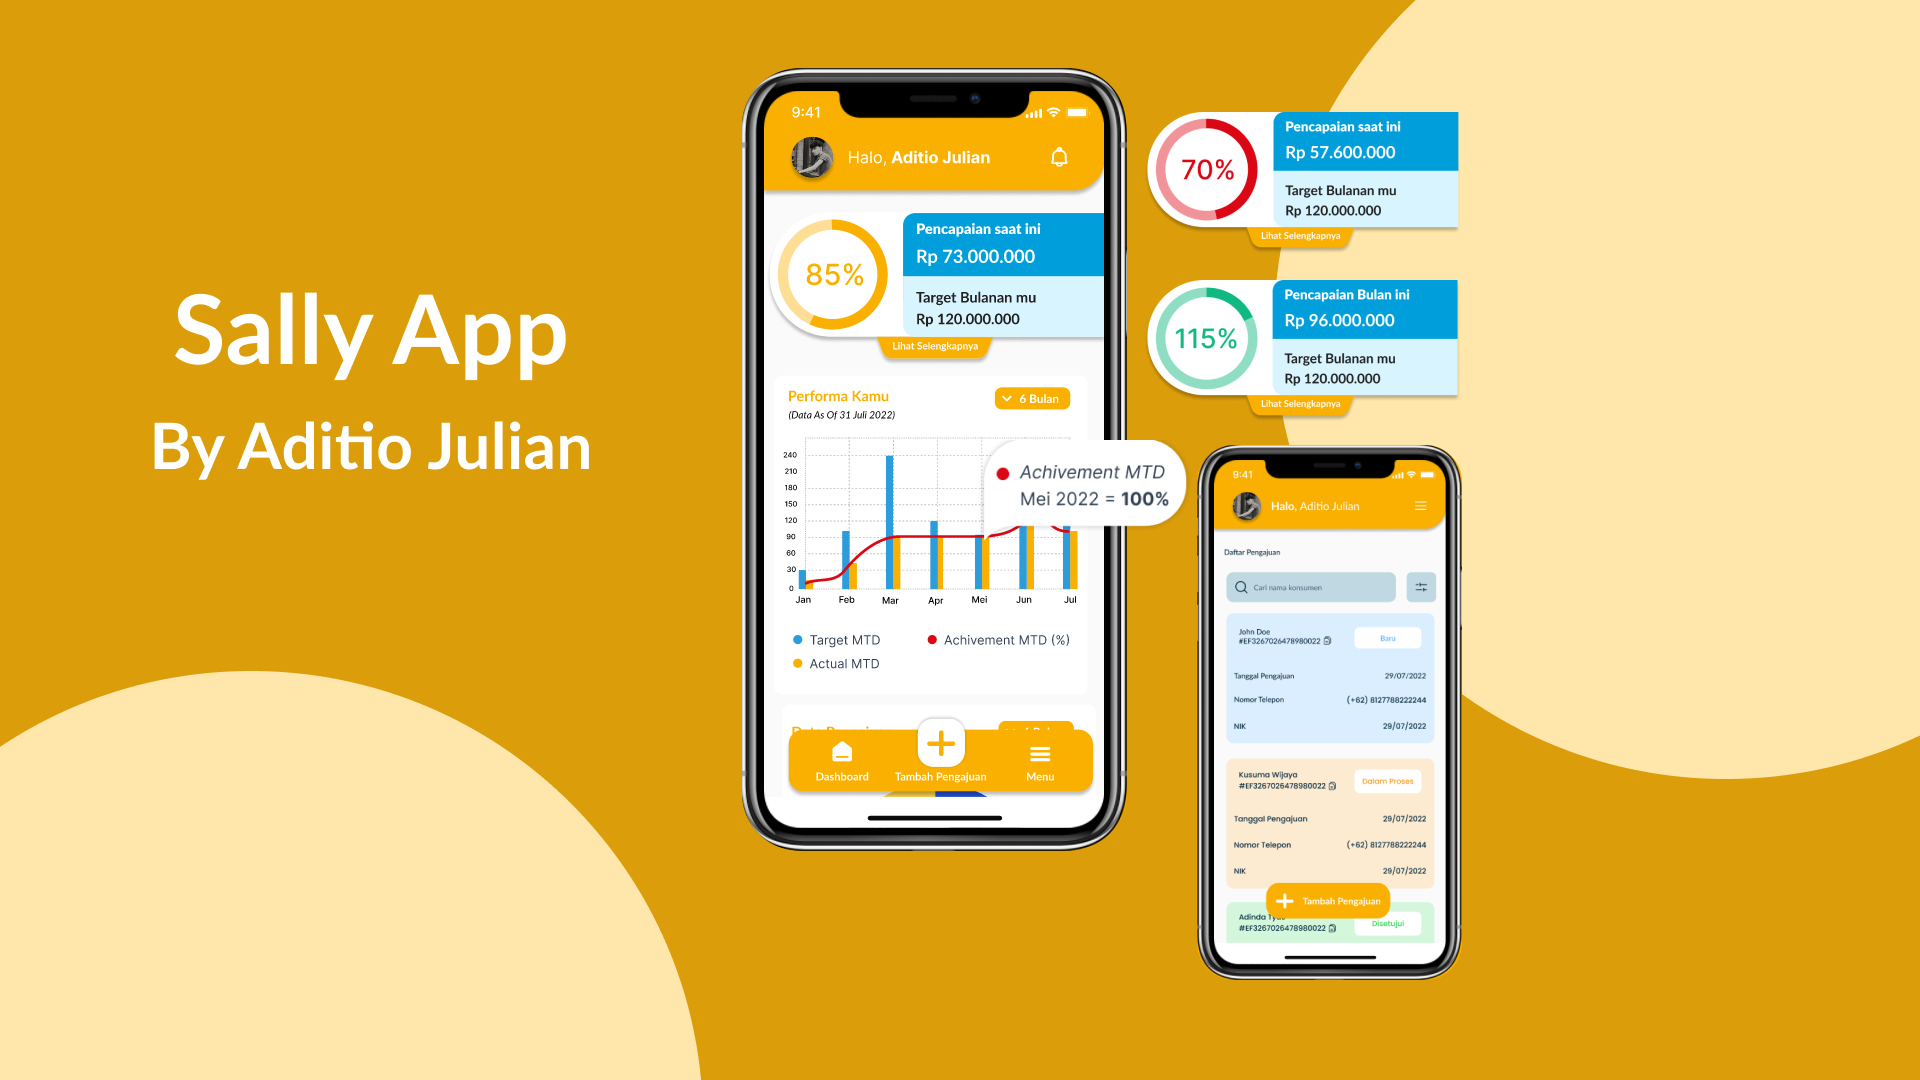 Sally App
By Aditio Julian
9:41
Halo, Aditio Julian
85%
Pencapaian saat ini
Rp 73.000.000
Target Bulanan mu
Rp 120.000.000
Lihat Selengkapnya
Performa Kamu
(Data As Of 31 Juli 2022)
6 Bulan
240
210
180
150
120
90
60
30
0
Jan Feb Mar Apr Mei Jun Jul
Achivement MTD
Mei 2022 = 100%
Target MTD
Achivement MTD (%)
Actual MTD
Dashboard
Tambah Pengajuan
Menu
70%
Pencapaian saat ini
Rp 57.600.000
Target Bulanan mu
Rp 120.000.000
Lihat Selengkapnya
115%
Pencapaian Bulan ini
Rp 96.000.000
Target Bulanan mu
Rp 120.000.000
Lihat Selengkapnya
9:41
Halo, Aditio Julian
Daftar Pengajuan
Cari nama konsumen
John Doe
#EF3267026478980022
Baru
Tanggal Pengajuan 29/07/2022
Nomor Telepon (+62) 8127788222244
NIK 29/07/2022
Kusuma Wijaya
#EF3267026478980022
Dalam Proses
Tanggal Pengajuan 29/07/2022
Nomor Telepon (+62) 8127788222244
NIK 29/07/2022
Tambah Pengajuan
Adinda
#EF3267026478980022
Disetujui